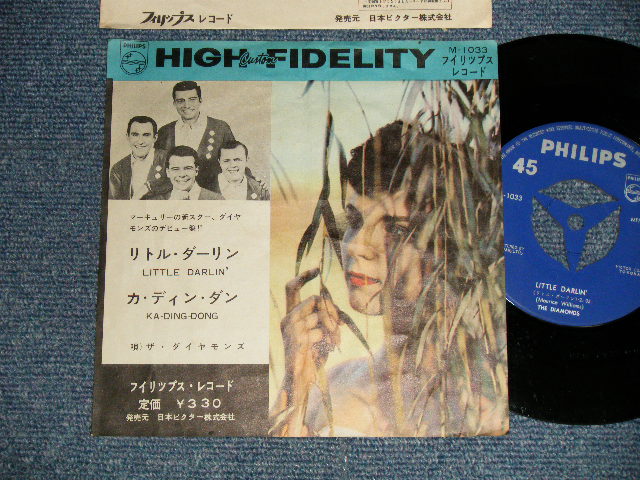 フィリップス レコード
発売元 日本ビクター株式会社
PHILIPS
HIGH Custom FIDELITY
M-1033
フイリップス
レコード
マーキュリーの新スター、ダイヤ
モンズのデビュー盤!!
リトル・ダーリン
LITTLE DARLIN'
カ・ディン・ダン
KA-DING-DONG
唄)ザ・ダイヤモンズ
フイリップス・レコード
定価 ¥330
発売元 日本ビクター株式会社
PHILIPS
45
-1033
LITTLE DARLIN'
(Maurice Williams)
THE DIAMONDS